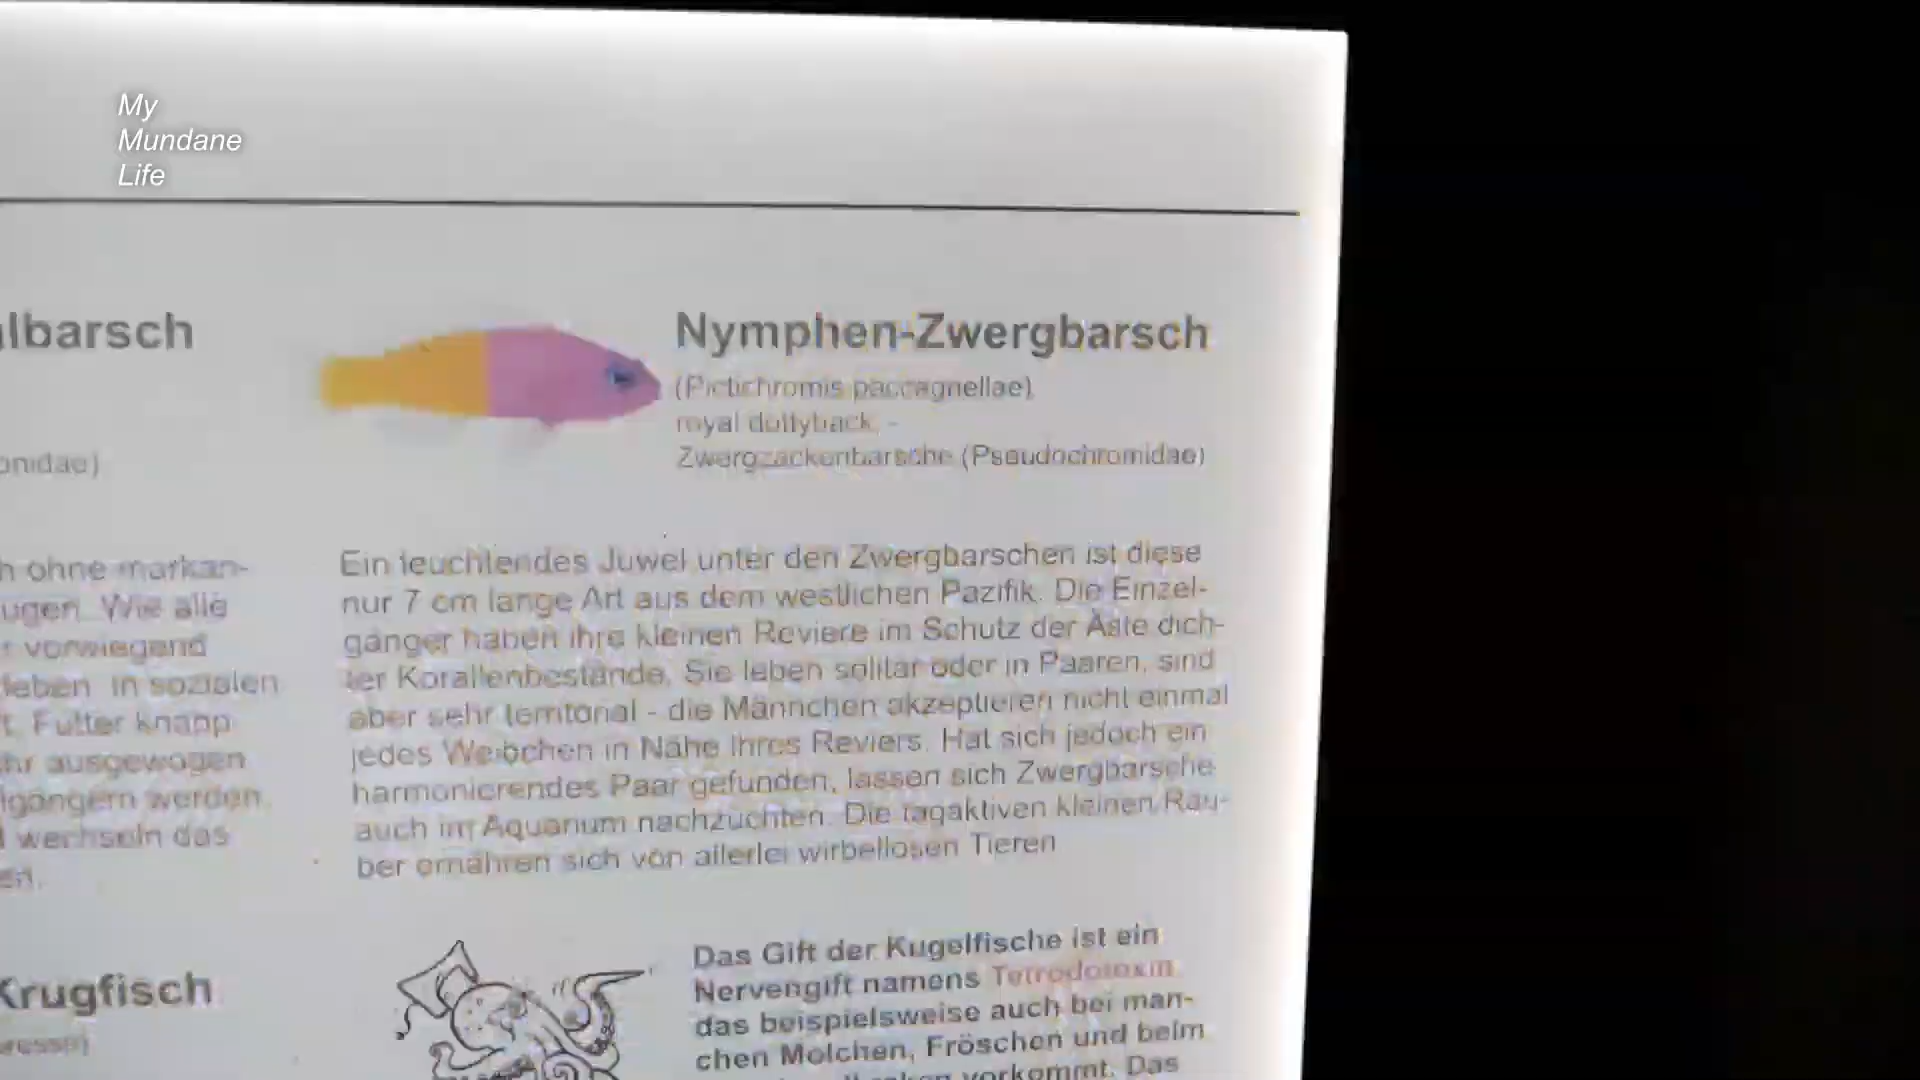 My
Mundane
Life
lbarsch
Nymphen-Zwergbarsch
(Pictichromis paccagnellae)
royal dottyback, -
onidae)
Zwergzackenbarsche (Pseudochromidae)
h ohne markan-
ugen. Wie alle
r vorwiegend
leben in sozialen
t. Futter knapp
hr ausgewogen
lgängern werden
wechseln das
en.
Ein leuchtendes Juwel unter den Zwergbarschen ist diese
nur 7 cm lange Art aus dem westlichen Pazifik. Die Einzel-
gänger haben ihre kleinen Reviere im Schutz der Äste dich-
ter Korallenbestände. Sie leben solitär oder in Paaren, sind
aber sehr territorial - die Männchen akzeptieren nicht einmal
jedes Weibchen in Nähe ihres Reviers. Hat sich jedoch ein
harmonierendes Paar gefunden, lassen sich Zwergbarsche
auch im Aquarium nachzüchten. Die tagaktiven kleinen Räu-
ber ernähren sich von allerlei wirbellosen Tieren
Krugfisch
Das Gift der Kugelfische ist ein
Nervengift namens Tetrodotoxin
das beispielsweise auch bei man-
chen Molchen, Fröschen und beim
vorkommt. Das